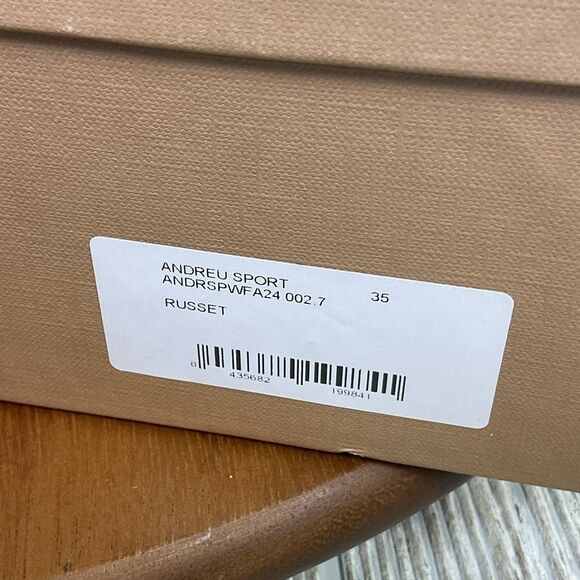 ANDREU SPORT
ANDRSPWFA24 002.7 35
RUSSET
8 435682 199841